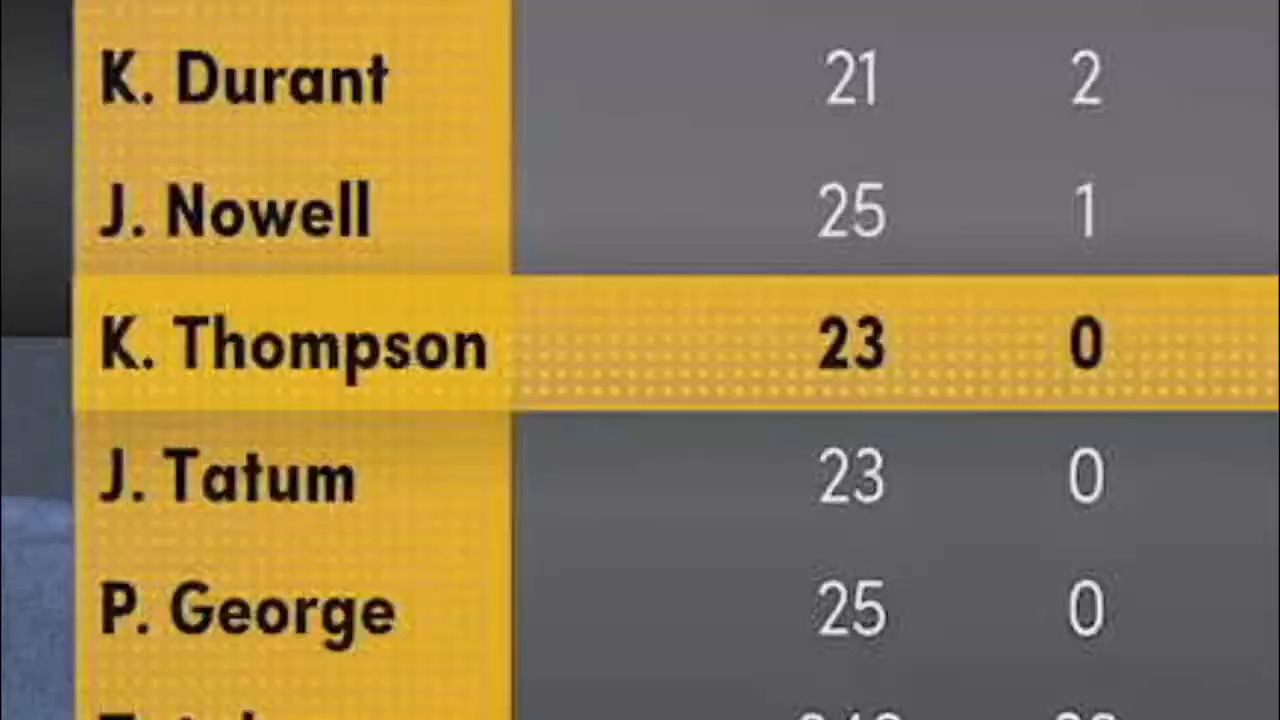 K. Durant 21 2
J. Nowell 25 1
K. Thompson 23 0
J. Tatum 23 0
P. George 25 0